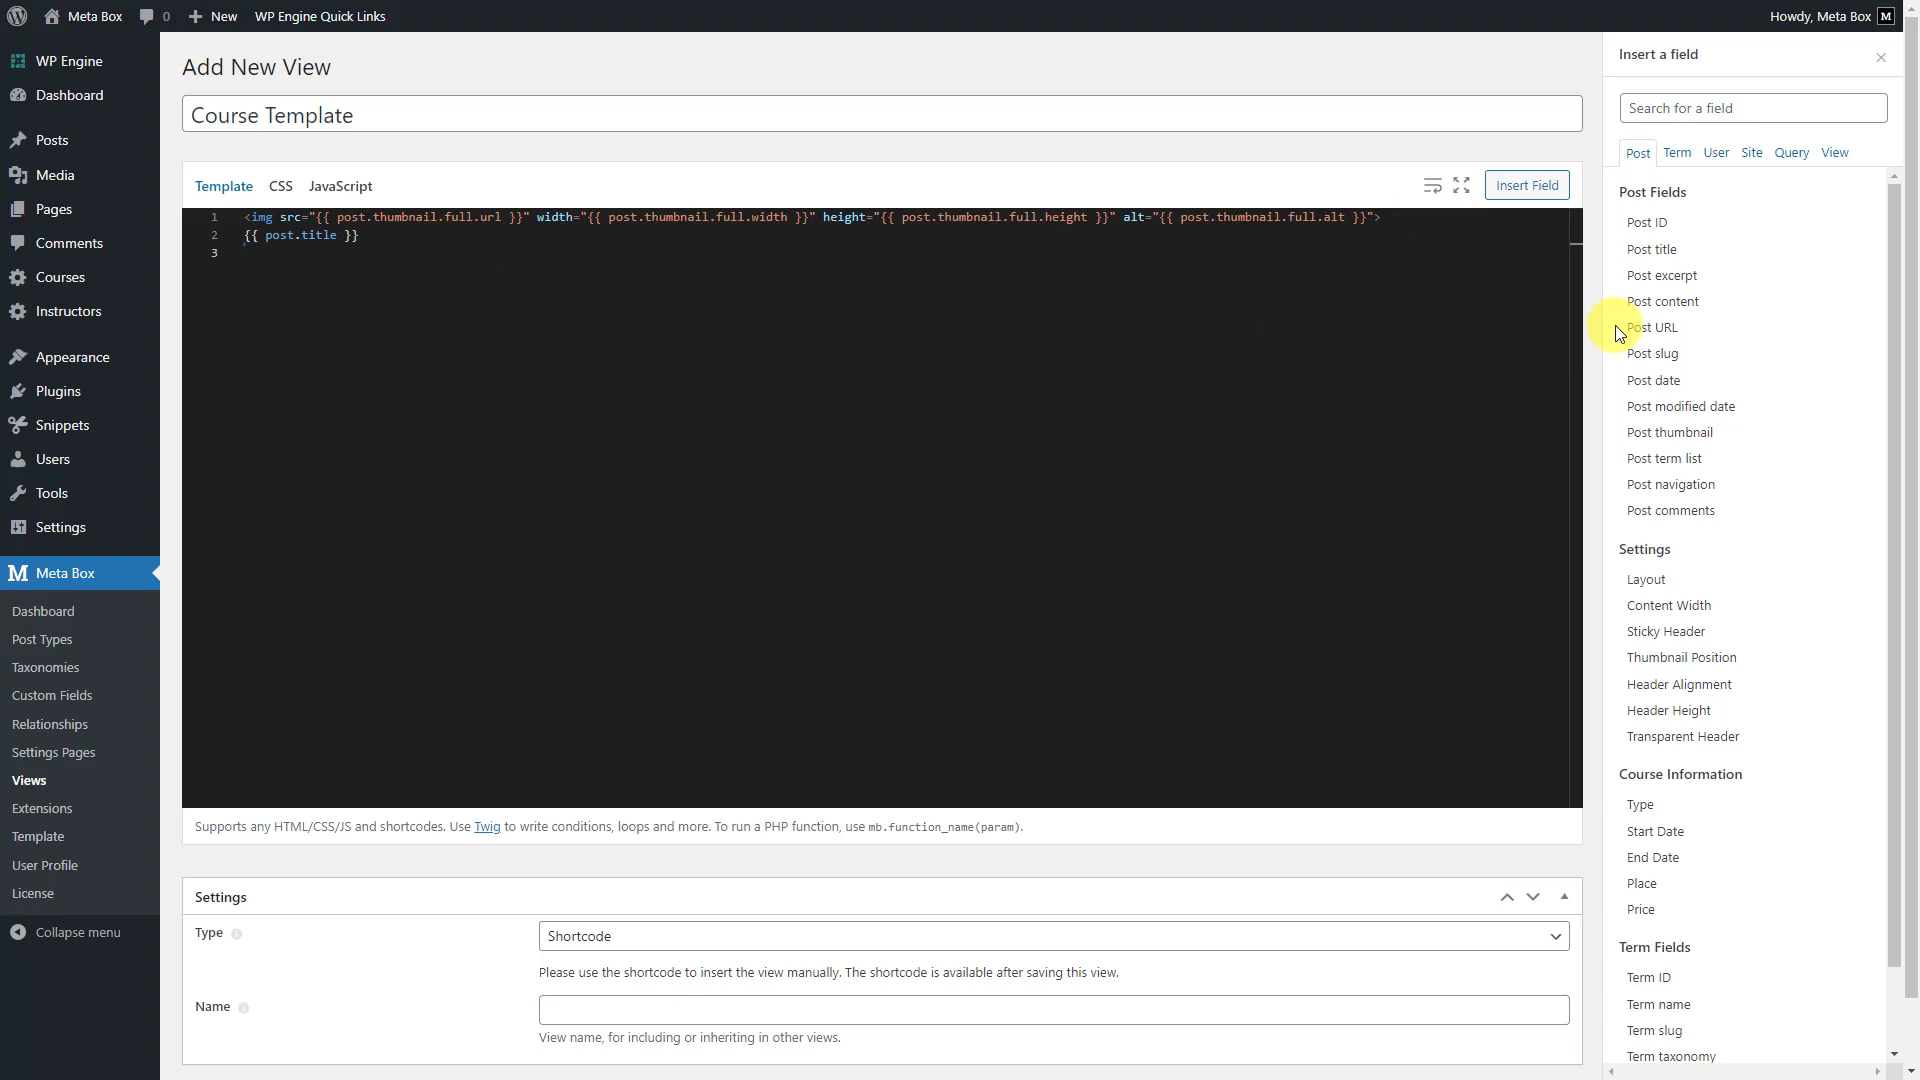 Meta Box
0
New
WP Engine Quick Links
Howdy, Meta Box
M
WP Engine
Dashboard
Posts
Media
Pages
Comments
Courses
Instructors
Appearance
Plugins
Snippets
Users
Tools
Settings
M Meta Box
Dashboard
Post Types
Taxonomies
Custom Fields
Relationships
Settings Pages
Views
Extensions
Template
User Profile
License
Collapse menu
Add New View
Course Template
Template CSS JavaScript
Insert Field
1 <img src="{{ post.thumbnail.full.url }}" width="{{ post.thumbnail.full.width }}" height="{{ post.thumbnail.full.height }}" alt="{{ post.thumbnail.full.alt }}">
2 {{ post.title }}
3
Supports any HTML/CSS/JS and shortcodes. Use Twig to write conditions, loops and more. To run a PHP function, use mb.function_name(param).
Settings
Type
Shortcode
Please use the shortcode to insert the view manually. The shortcode is available after saving this view.
Name
View name, for including or inheriting in other views.
Insert a field
Search for a field
Post Term User Site Query View
Post Fields
Post ID
Post title
Post excerpt
Post content
Post URL
Post slug
Post date
Post modified date
Post thumbnail
Post term list
Post navigation
Post comments
Settings
Layout
Content Width
Sticky Header
Thumbnail Position
Header Alignment
Header Height
Transparent Header
Course Information
Type
Start Date
End Date
Place
Price
Term Fields
Term ID
Term name
Term slug
Term taxonomy